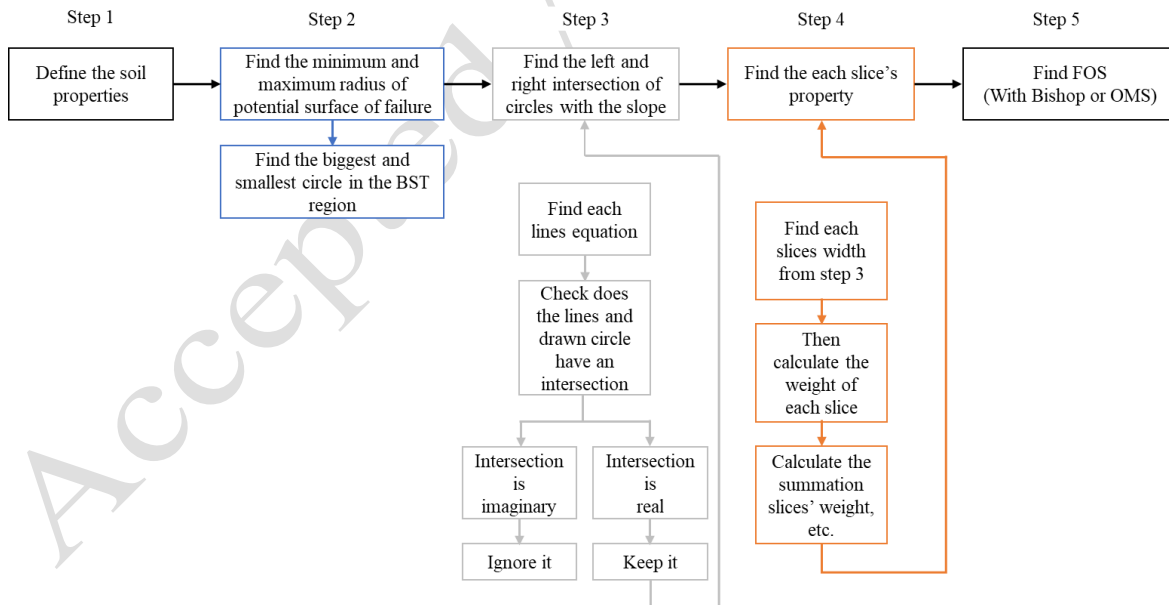 Step 1
Step 2
Step 3
Step 4
Step 5
Define the soil
properties
Find the minimum and
maximum radius of
potential surface of failure
Find the left and
right intersection of
circles with the slope
Find the each slice's
property
Find FOS
(With Bishop or OMS)
Find the biggest and
smallest circle in the BST
region
Find each
lines equation
Check does
the lines and
drawn circle
have an
intersection
Intersection
is
imaginary
Intersection
is
real
Ignore it
Keep it
Find each
slices width
from step 3
Then
calculate the
weight of
each slice
Calculate the
summation
slices' weight,
etc.
Accepted